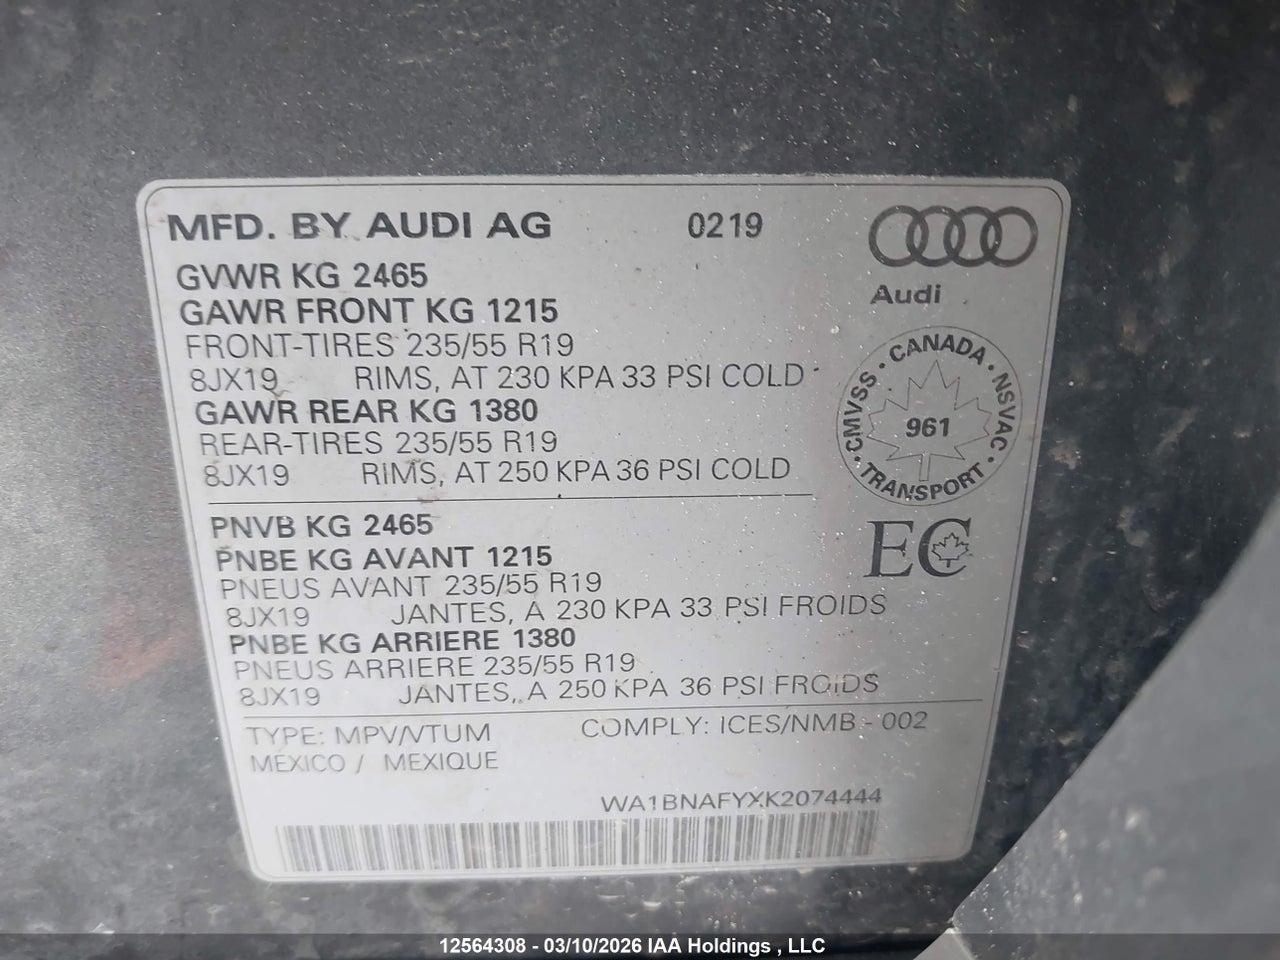 MFD. BY AUDI AG 0219
Audi
GVWR KG 2465
GAWR FRONT KG 1215
FRONT-TIRES 235/55 R19
8JX19 RIMS, AT 230 KPA 33 PSI COLD
GAWR REAR KG 1380
REAR-TIRES 235/55 R19
8JX19 RIMS, AT 250 KPA 36 PSI COLD
CANADA · NSVAC · TRANSPORT · CMVSS ·
961
PNVB KG 2465
PNBE KG AVANT 1215
PNEUS AVANT 235/55 R19
8JX19 JANTES, A 230 KPA 33 PSI FROIDS
PNBE KG ARRIERE 1380
PNEUS ARRIERE 235/55 R19
8JX19 JANTES, A 250 KPA 36 PSI FROIDS
EC
TYPE: MPV/VTUM COMPLY: ICES/NMB - 002
MEXICO / MEXIQUE
WA1BNAFYXK2074444
12564308 - 03/10/2026 IAA Holdings , LLC